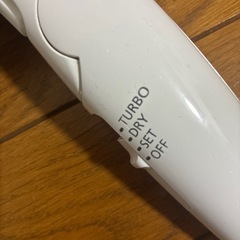 • TURBO
• DRY
• SET
• OFF